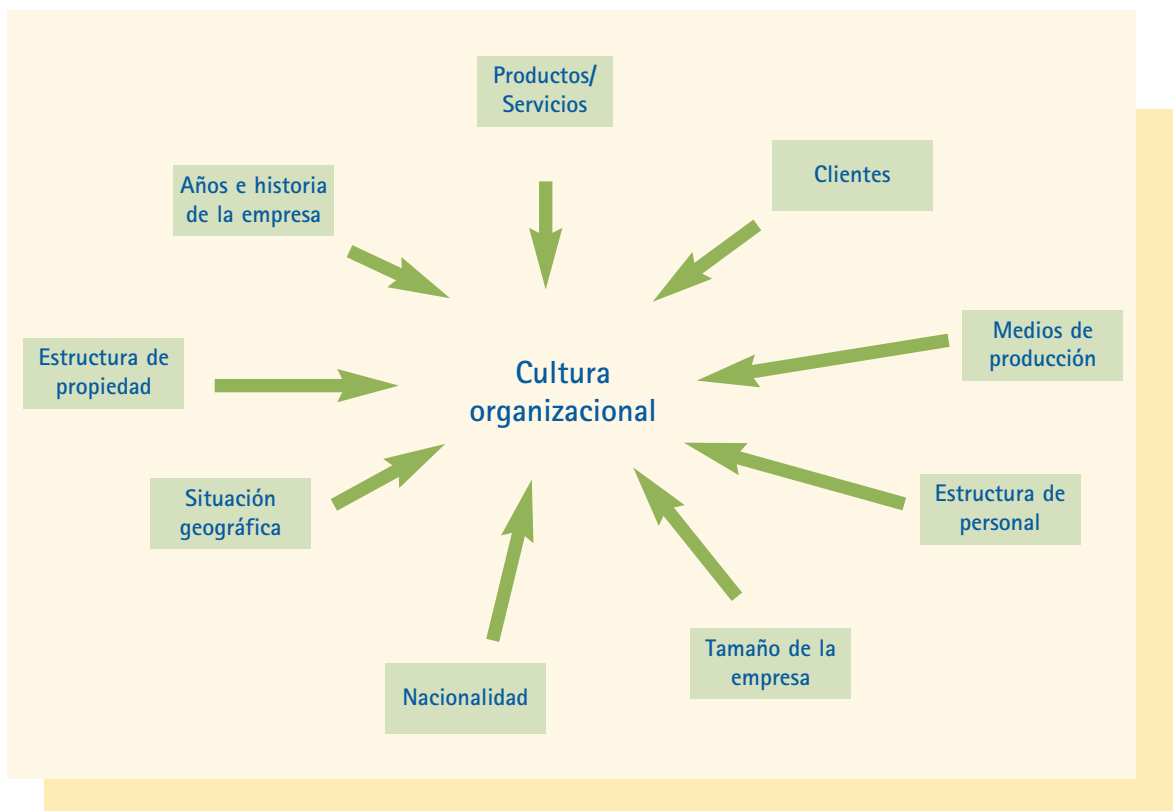 Productos/
Servicios
Clientes
Años e historia
de la empresa
Medios de
producción
Estructura de
propiedad
Cultura
organizacional
Situación
geográfica
Estructura de
personal
Tamaño de la
empresa
Nacionalidad